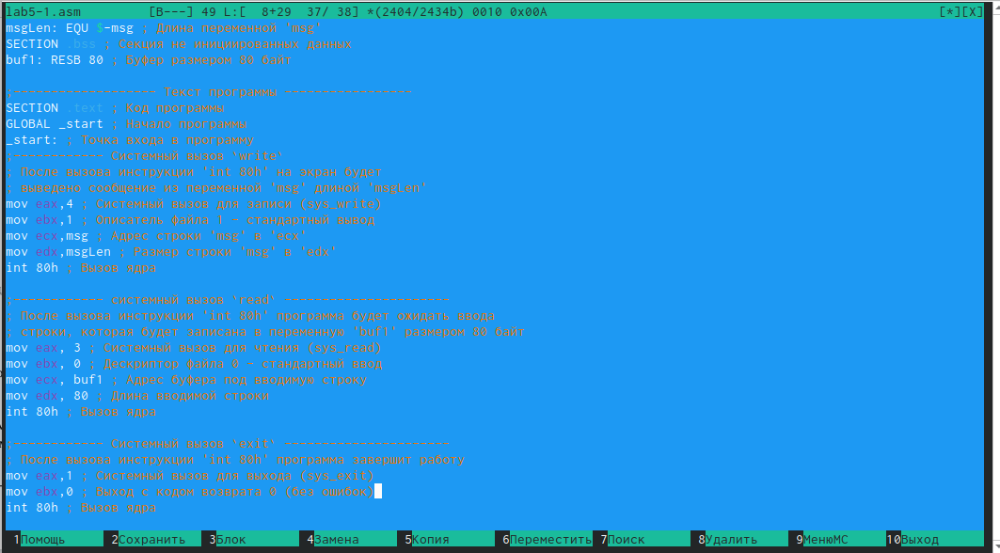 lab5-1.asm [B---] 49 L:[ 8+29 37/ 38] *(2404/2434b) 0010 0x00A [*][X]
msgLen: EQU $-msg ; Длина переменной 'msg'
SECTION .bss ; Секция не инициированных данных
buf1: RESB 80 ; Буфер размером 80 байт
;------------------- Текст программы -----------------
SECTION .text ; Код программы
GLOBAL _start ; Начало программы
_start: ; Точка входа в программу
;------------ Cистемный вызов `write`
; После вызова инструкции 'int 80h' на экран будет
; выведено сообщение из переменной 'msg' длиной 'msgLen'
mov eax,4 ; Системный вызов для записи (sys_write)
mov ebx,1 ; Описатель файла 1 - стандартный вывод
mov ecx,msg ; Адрес строки 'msg' в 'ecx'
mov edx,msgLen ; Размер строки 'msg' в 'edx'
int 80h ; Вызов ядра
;------------ системный вызов `read` ----------------------
; После вызова инструкции 'int 80h' программа будет ожидать ввода
; строки, которая будет записана в переменную 'buf1' размером 80 байт
mov eax, 3 ; Системный вызов для чтения (sys_read)
mov ebx, 0 ; Дескриптор файла 0 - стандартный ввод
mov ecx, buf1 ; Адрес буфера под вводимую строку
mov edx, 80 ; Длина вводимой строки
int 80h ; Вызов ядра
;------------ Системный вызов `exit` ----------------------
; После вызова инструкции 'int 80h' программа завершит работу
mov eax,1 ; Системный вызов для выхода (sys_exit)
mov ebx,0 ; Выход с кодом возврата 0 (без ошибок)
int 80h ; Вызов ядра
1Помощь 2Сохранить 3Блок 4Замена 5Копия 6Переместить 7Поиск 8Удалить 9МенюMC 10Выход